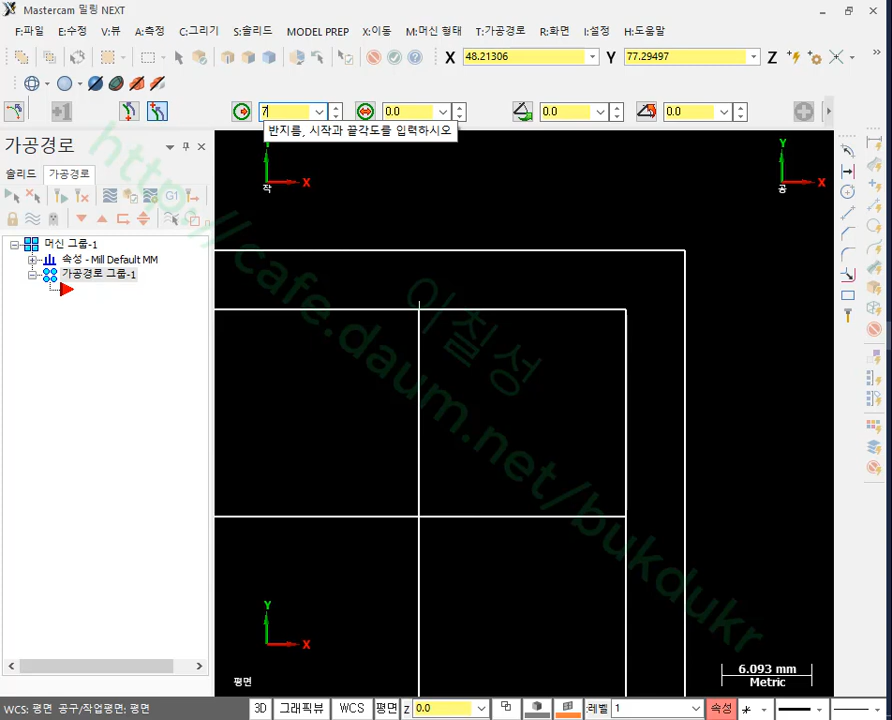 Mastercam 밀링 NEXT
F:파일 E:수정 V:뷰 A:측정 C:그리기 S:솔리드 MODEL PREP X:이동 M:머신 형태 T:가공경로 R:화면 I:설정 H:도움말
X 48.21306 Y 77.29497 Z
7 0.0 0.0 0.0
반지름, 시작과 끝각도를 입력하시오
가공경로
솔리드 가공경로
G1
머신 그룹-1
속성 - Mill Default MM
가공경로 그룹-1
Y
X
작
Y
X
공
http://cafe.daum.net/bukdukr
이칠성
Y
X
평면
6.093 mm
Metric
WCS: 평면 공구/작업평면: 평면 3D 그래픽뷰 WCS 평면 Z 0.0 레벨 1 속성